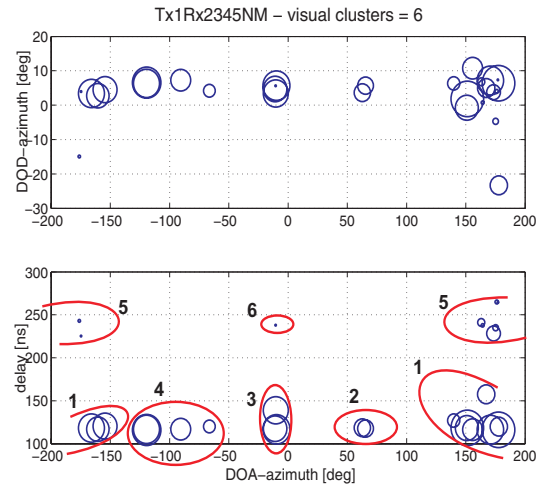 Tx1Rx2345NM − visual clusters = 6
DOD−azimuth [deg]
20
10
0
−10
−20
−30
−200 −150 −100 −50 0 50 100 150 200
delay [ns]
300
250
200
150
100
5 6 5
1 4 3 2 1
−200 −150 −100 −50 0 50 100 150 200
DOA−azimuth [deg]